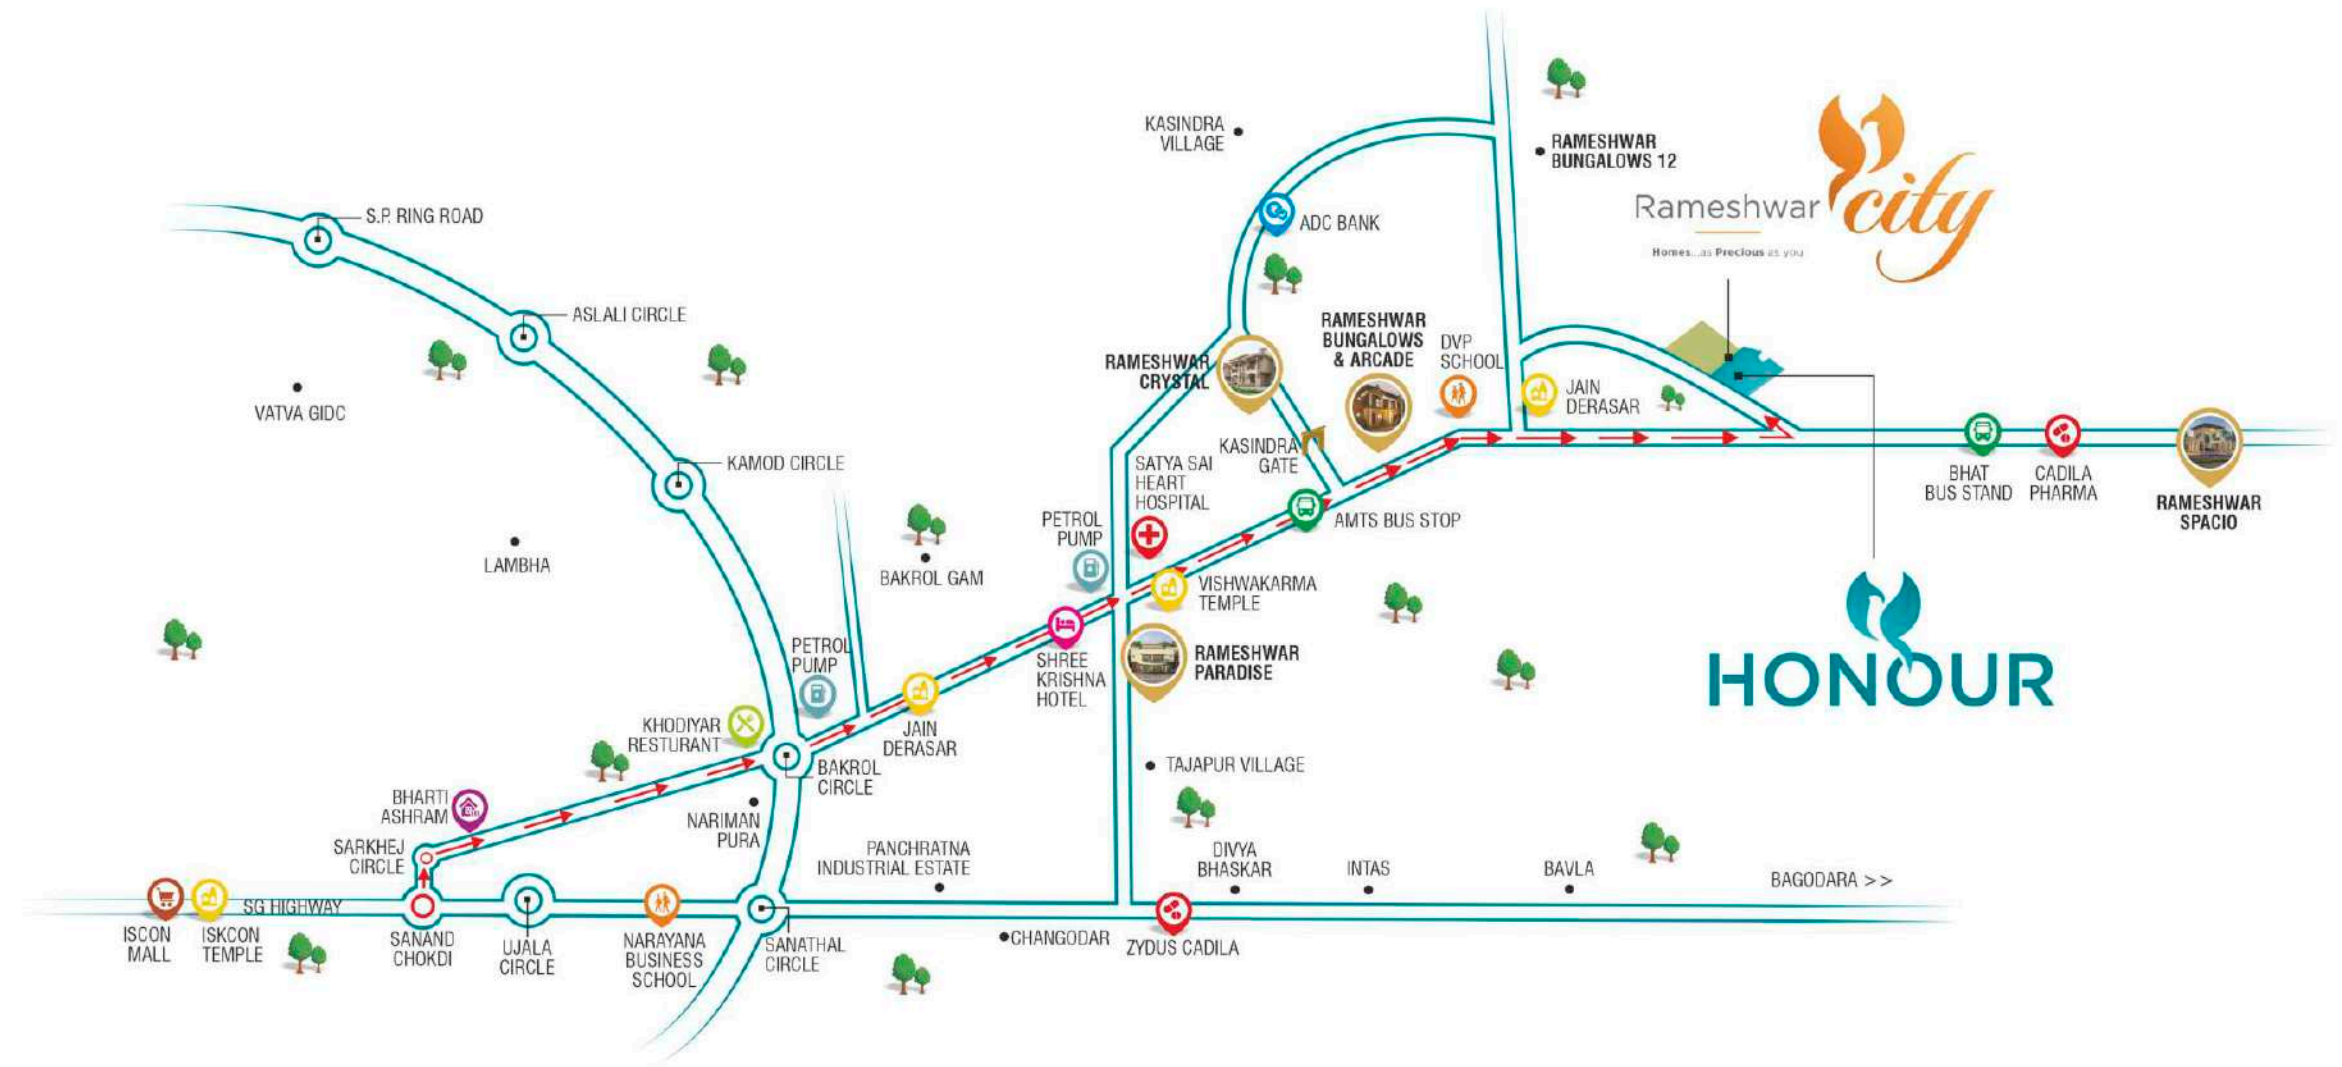 KASINDRA
VILLAGE
RAMESHWAR
BUNGALOWS 12
Rameshwar city
Homes...as Precious as you
S.P. RING ROAD
ADC BANK
ASLALI CIRCLE
RAMESHWAR
BUNGALOWS
& ARCADE
DVP
SCHOOL
RAMESHWAR
CRYSTAL
JAIN
DERASAR
VATVA GIDC
KASINDRA
GATE
KAMOD CIRCLE
SATYA SAI
HEART
HOSPITAL
BHAT
BUS STAND
CADILA
PHARMA
RAMESHWAR
SPACIO
PETROL
PUMP
AMTS BUS STOP
LAMBHA
BAKROL GAM
VISHWAKARMA
TEMPLE
HONOUR
PETROL
PUMP
SHREE
KRISHNA
HOTEL
RAMESHWAR
PARADISE
KHODIYAR
RESTURANT
JAIN
DERASAR
BAKROL
CIRCLE
TAJAPUR VILLAGE
BHARTI
ASHRAM
NARIMAN
PURA
SARKHEJ
CIRCLE
PANCHRATNA
INDUSTRIAL ESTATE
DIVYA
BHASKAR
INTAS
BAVLA
BAGODARA >>
SG HIGHWAY
ISCON
MALL
ISKCON
TEMPLE
SANAND
CHOKDI
UJALA
CIRCLE
NARAYANA
BUSINESS
SCHOOL
SANATHAL
CIRCLE
CHANGODAR
ZYDUS CADILA